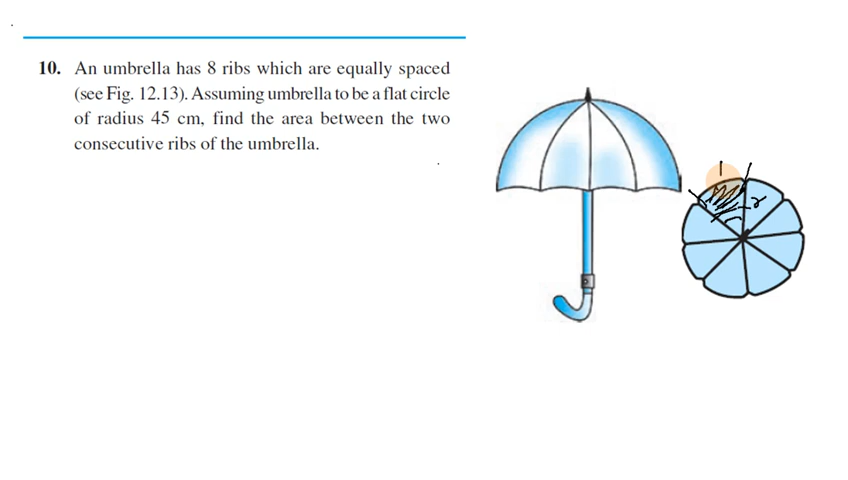 10. An umbrella has 8 ribs which are equally spaced
(see Fig. 12.13). Assuming umbrella to be a flat circle
of radius 45 cm, find the area between the two
consecutive ribs of the umbrella.